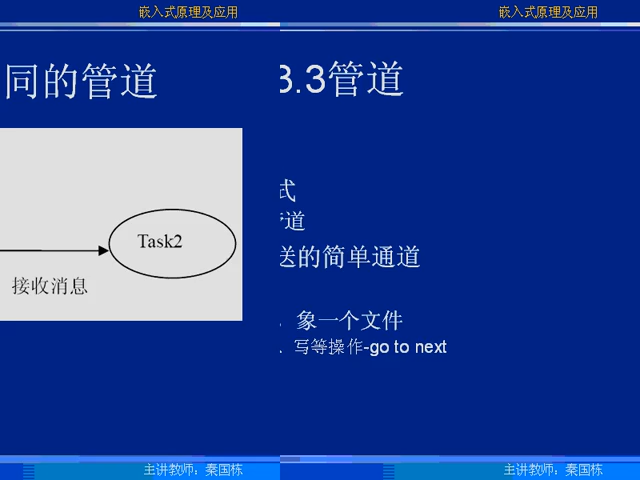 嵌入式原理及应用
同的管道
Task2
接收消息
主讲教师：秦国栋
嵌入式原理及应用
3.3管道
式
管道
送的简单通道
象一个文件
写等操作-go to next
主讲教师：秦国栋